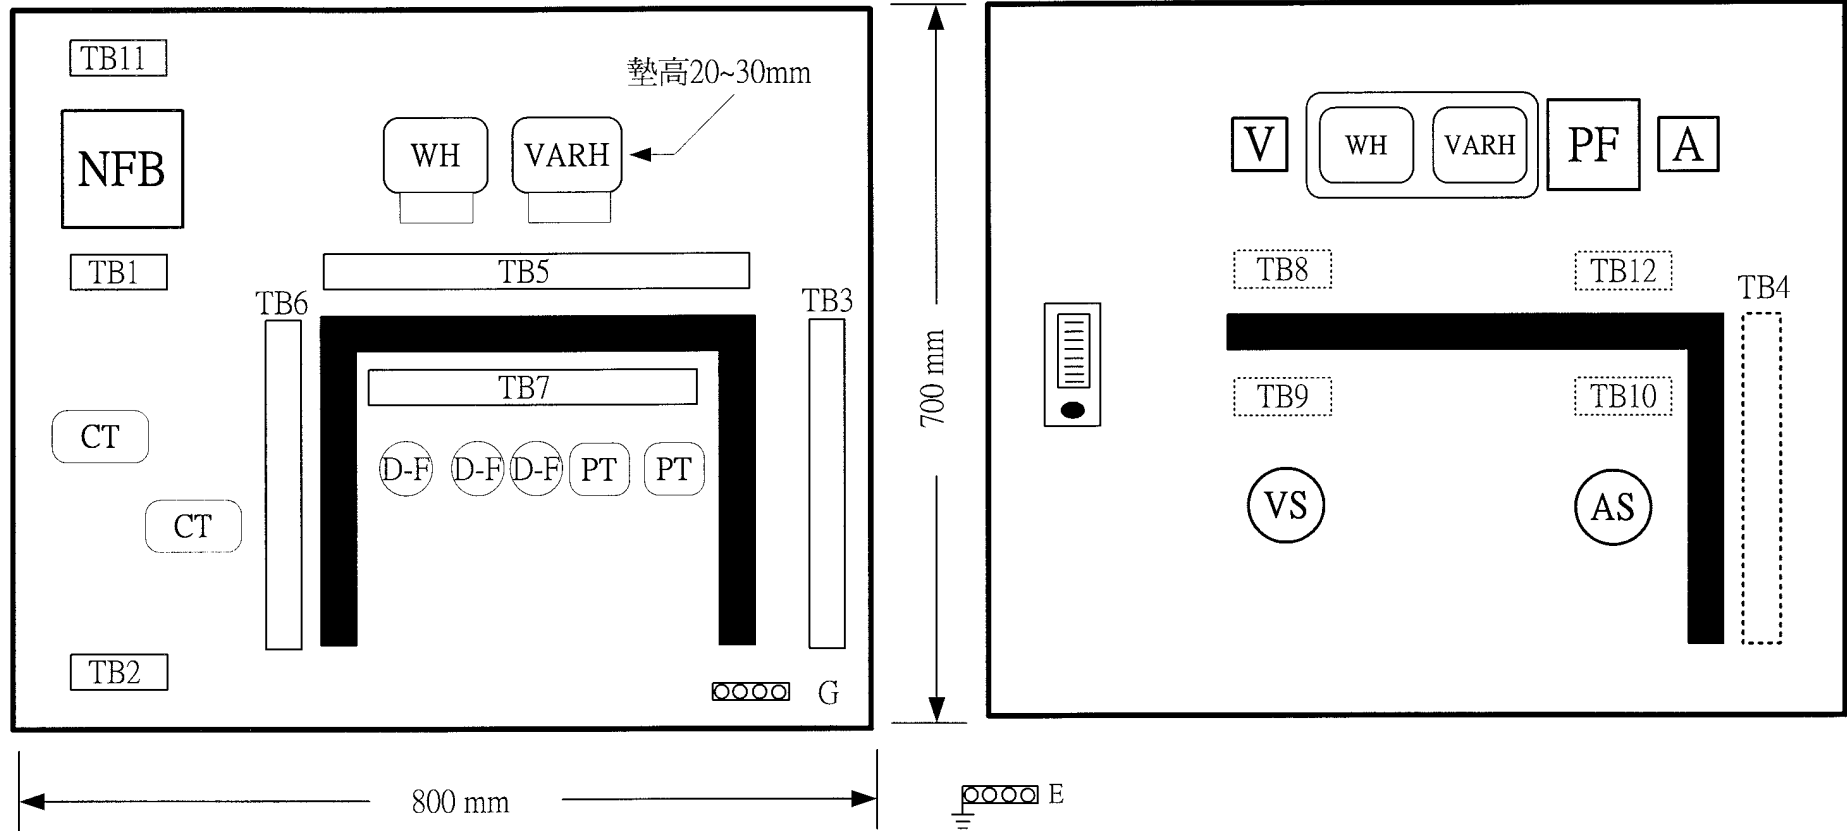 TB11
墊高20~30mm
NFB
WH
VARH
TB1
TB5
TB6
TB3
TB7
CT
D-F
D-F
D-F
PT
PT
CT
TB2
G
800 mm
700 mm
V
WH
VARH
PF
A
TB8
TB12
TB4
TB9
TB10
VS
AS
E